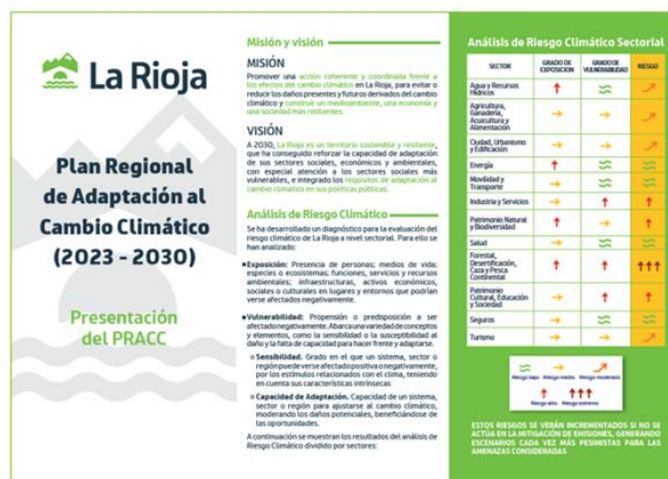 La Rioja
Plan Regional
de Adaptación al
Cambio Climático
(2023 - 2030)
Presentación
del PRACC
Misión y visión
MISIÓN
Promover una acción coherente y coordinada frente a
los efectos del cambio climático en La Rioja, para evitar o
reducir los daños presentes y futuros derivados del cambio
climático y construir un medioambiente, una economía y
una sociedad más resilientes.
VISIÓN
A 2030, La Rioja es un territorio sostenible y resiliente,
que ha conseguido reforzar la capacidad de adaptación
de sus sectores sociales, económicos y ambientales,
con especial atención a los sectores sociales más
vulnerables, e integrado los requisitos de adaptación al
cambio climático en sus políticas públicas.
Análisis de Riesgo Climático
Se ha desarrollado un diagnóstico para la evaluación del
riesgo climático de La Rioja a nivel sectorial. Para ello se
han analizado:
Exposición: Presencia de personas; medios de vida;
especies o ecosistemas; funciones, servicios y recursos
ambientales; infraestructuras, activos económicos,
sociales o culturales en lugares y entornos que podrían
verse afectados negativamente.
Vulnerabilidad: Propensión o predisposición a ser
afectado negativamente. Abarca una variedad de conceptos
y elementos, como la sensibilidad o la susceptibilidad al
daño y la falta de capacidad para hacer frente y adaptarse.
Sensibilidad. Grado en el que un sistema, sector o
región puede verse afectado positiva o negativamente,
por los estímulos relacionados con el clima, teniendo
en cuenta sus características intrínsecas
Capacidad de Adaptación. Capacidad de un sistema,
sector o región para ajustarse al cambio climático,
moderando los daños potenciales, beneficiándose de
las oportunidades.
A continuación se muestran los resultados del análisis de
Riesgo Climático dividido por sectores:
Análisis de Riesgo Climático Sectorial
SECTOR GRADO DE EXPOSICION GRADO DE VULNERABILIDAD RIESGO
Agua y Recursos
Hídricos
Agricultura,
Ganadería,
Acuicultura y
Alimentación
Ciudad, Urbanismo
y Edificación
Energía
Movilidad y
Transporte
Industria y Servicios
Patrimonio Natural
y Biodiversidad
Salud
Forestal,
Desertificación,
Caza y Pesca
Continental
Patrimonio
Cultural, Educación
y Sociedad
Seguros
Turismo
Riesgo bajo Riesgo medio Riesgo moderado
Riesgo alto Riesgo extremo
ESTOS RIESGOS SE VERÁN INCREMENTADOS SI NO SE
ACTÚA EN LA MITIGACIÓN DE EMISIONES, GENERANDO
ESCENARIOS CADA VEZ MÁS PESIMISTAS PARA LAS
AMENAZAS CONSIDERADAS